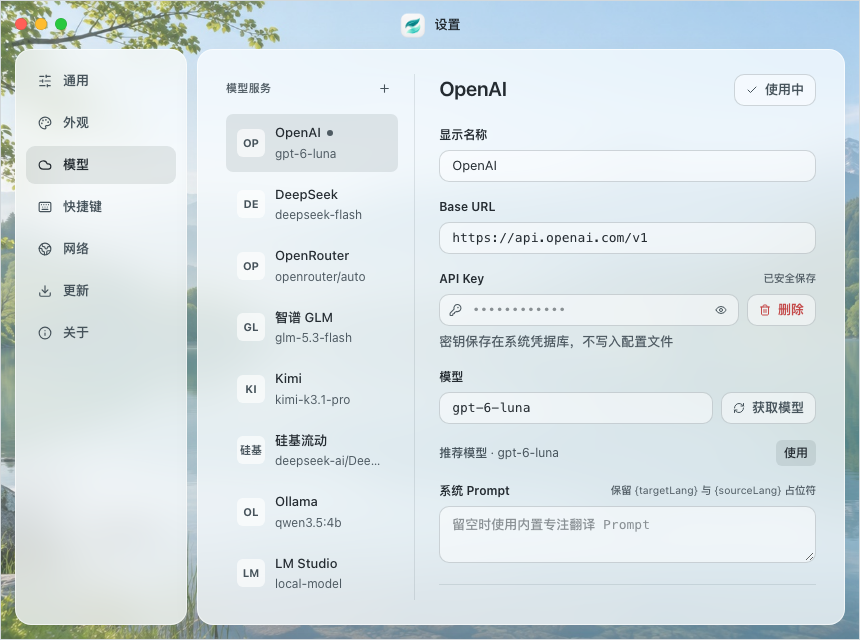 设置
通用
外观
模型
快捷键
网络
更新
关于
模型服务 +
OP
OpenAI
gpt-6-luna
DE
DeepSeek
deepseek-flash
OP
OpenRouter
openrouter/auto
GL
智谱 GLM
glm-5.3-flash
KI
Kimi
kimi-k3.1-pro
硅基
硅基流动
deepseek-ai/Dee...
OL
Ollama
qwen3.5:4b
LM
LM Studio
local-model
OpenAI
使用中
显示名称
OpenAI
Base URL
https://api.openai.com/v1
API Key
已安全保存
••••••••••••
删除
密钥保存在系统凭据库，不写入配置文件
模型
gpt-6-luna
获取模型
推荐模型 · gpt-6-luna
使用
系统 Prompt
保留 {targetLang} 与 {sourceLang} 占位符
留空时使用内置专注翻译 Prompt